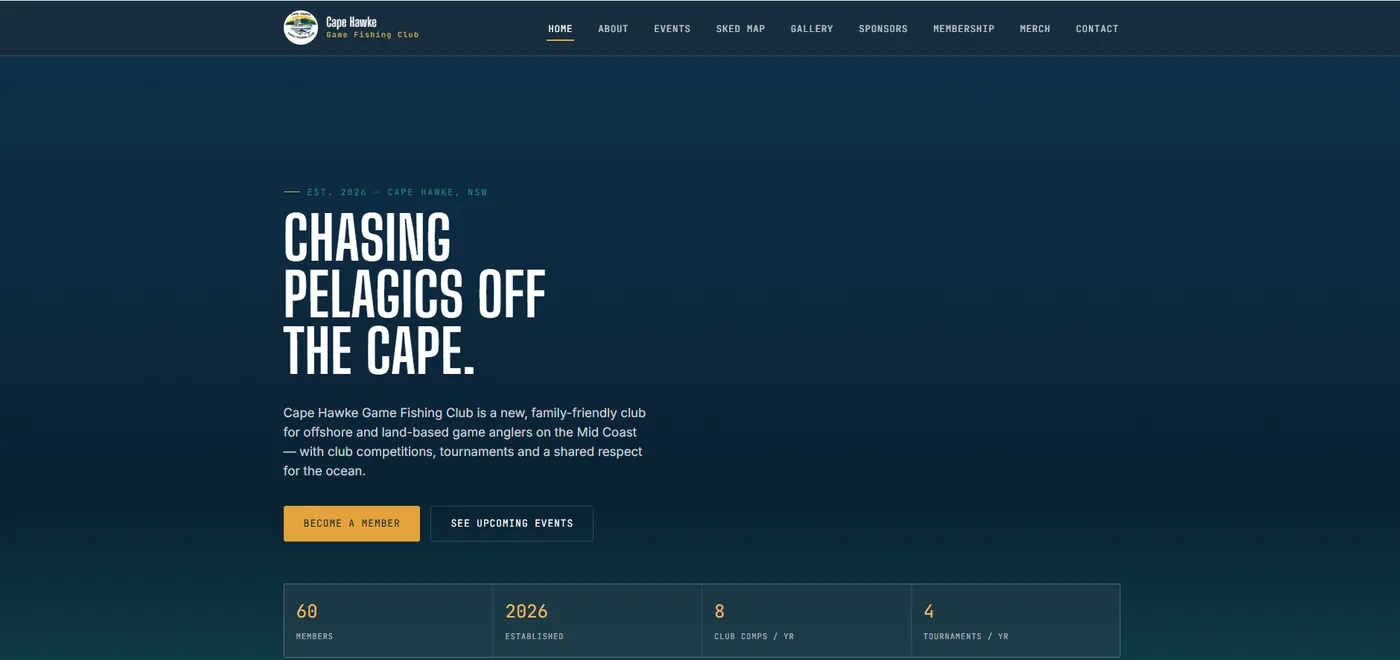 Cape Hawke
Game Fishing Club
HOME ABOUT EVENTS SKED MAP GALLERY SPONSORS MEMBERSHIP MERCH CONTACT
EST. 2026 — CAPE HAWKE, NSW
CHASING
PELAGICS OFF
THE CAPE.
Cape Hawke Game Fishing Club is a new, family-friendly club
for offshore and land-based game anglers on the Mid Coast
— with club competitions, tournaments and a shared respect
for the ocean.
BECOME A MEMBER SEE UPCOMING EVENTS
60 2026 8 4
MEMBERS ESTABLISHED CLUB COMPS / YR TOURNAMENTS / YR